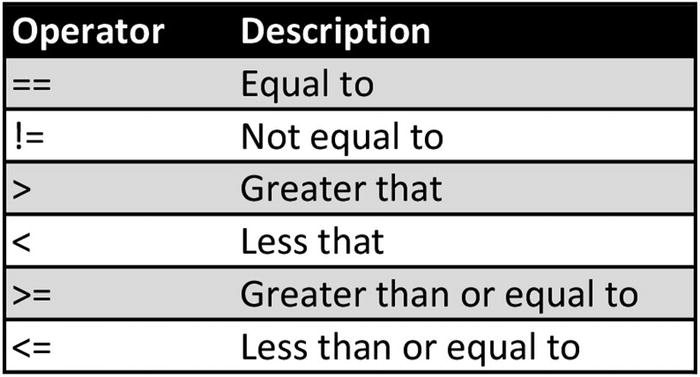 Operator Description
== Equal to
!= Not equal to
> Greater that
< Less that
>= Greater than or equal to
<= Less than or equal to